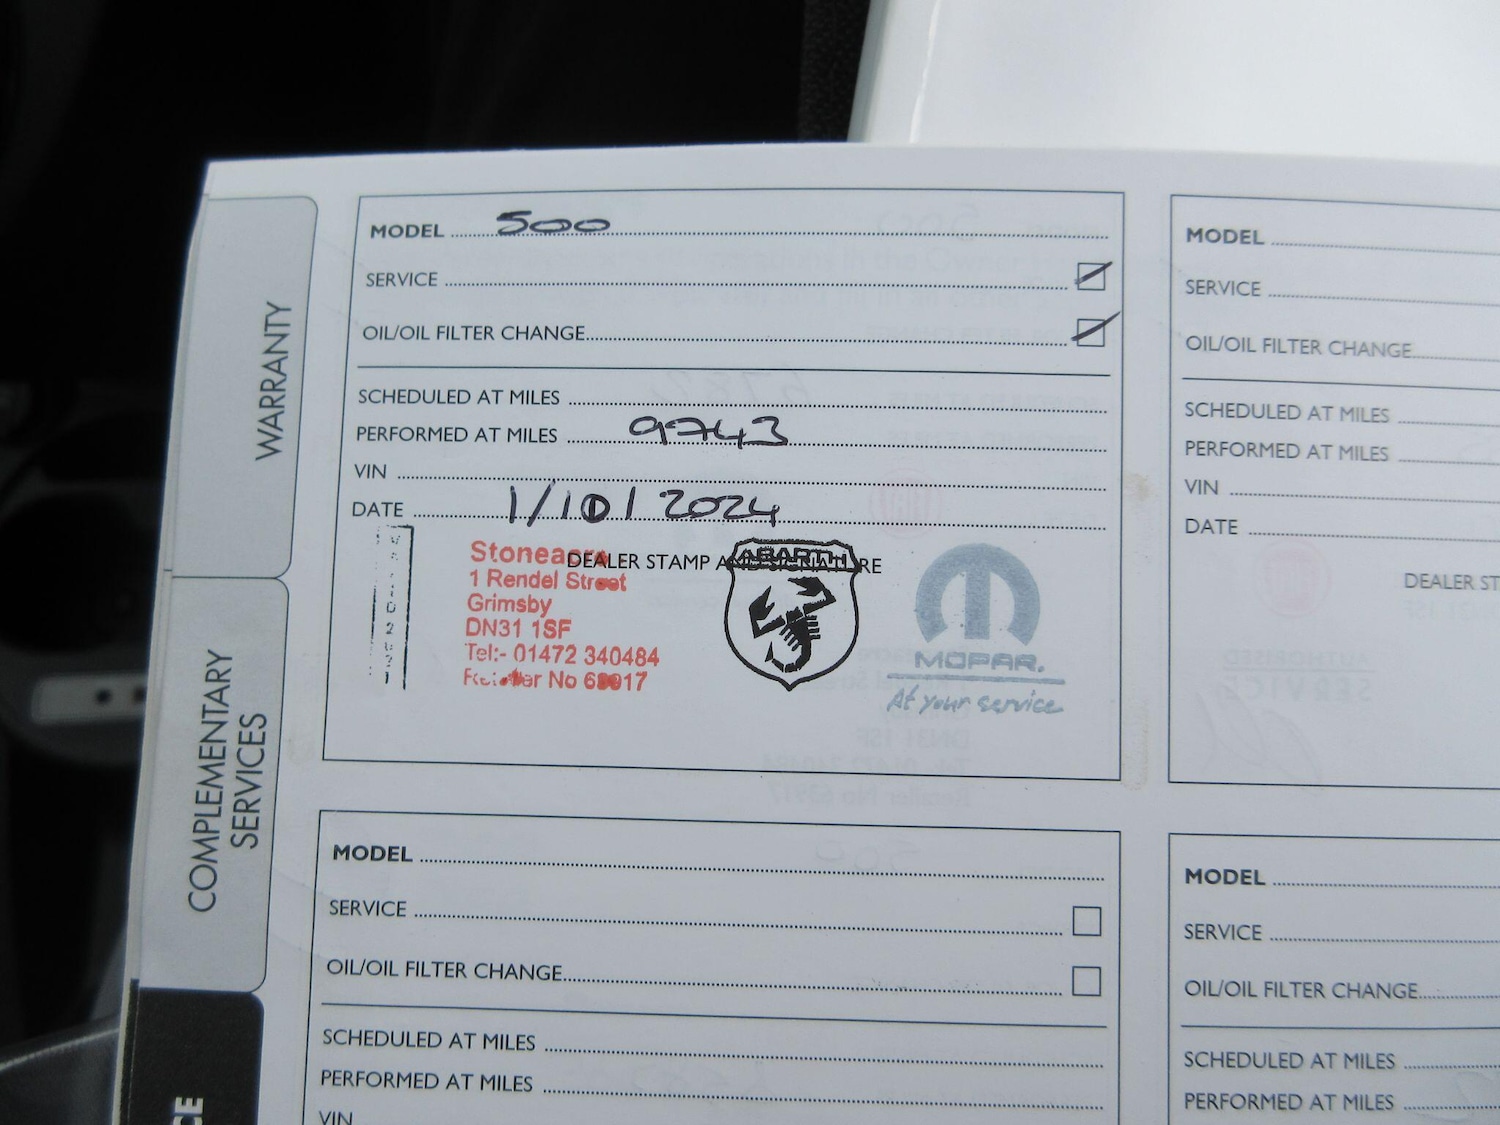 WARRANTY
COMPLEMENTARY
SERVICES
CE
MODEL 500
SERVICE
OIL/OIL FILTER CHANGE
SCHEDULED AT MILES
PERFORMED AT MILES 9743
VIN
DATE 1/10/2024
DEALER STAMP AND SIGNATURE
Stoneacre
1 Rendel Street
Grimsby
DN31 1SF
Tel:- 01472 340484
ABARTH
MOPAR.
At your service
MODEL
SERVICE
OIL/OIL FILTER CHANGE
SCHEDULED AT MILES
PERFORMED AT MILES
VIN
DATE
DEALER ST
MODEL
SERVICE
OIL/OIL FILTER CHANGE
SCHEDULED AT MILES
PERFORMED AT MILES
VIN
MODEL
SERVICE
OIL/OIL FILTER CHANGE
SCHEDULED AT MILES
PERFORMED AT MILES